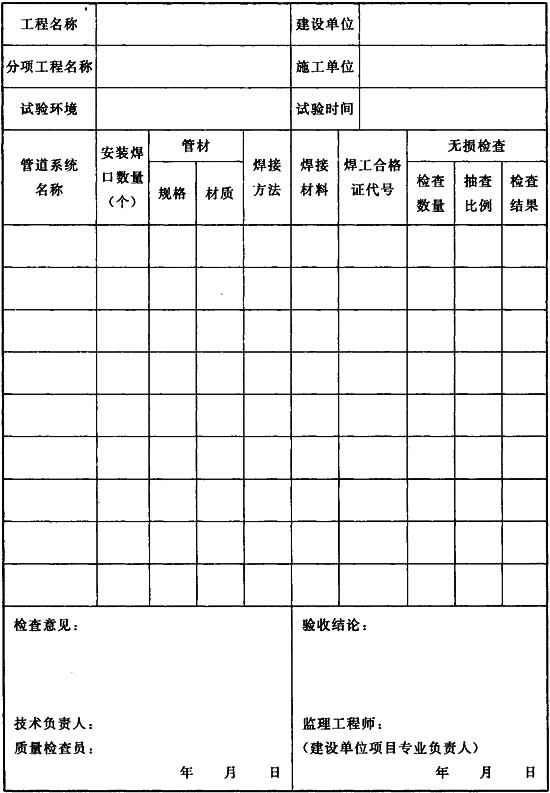 工程名称 建设单位
分项工程名称 施工单位
试验环境 试验时间
管道系统
名称
安装焊
口数量
（个）
管材
规格 材质
焊接
方法
焊接
材料
焊工合格
证代号
无损检查
检查
数量
抽查
比例
检查
结果
检查意见：
技术负责人：
质量检查员：
年 月 日
验收结论：
监理工程师：
（建设单位项目专业负责人）
年 月 日